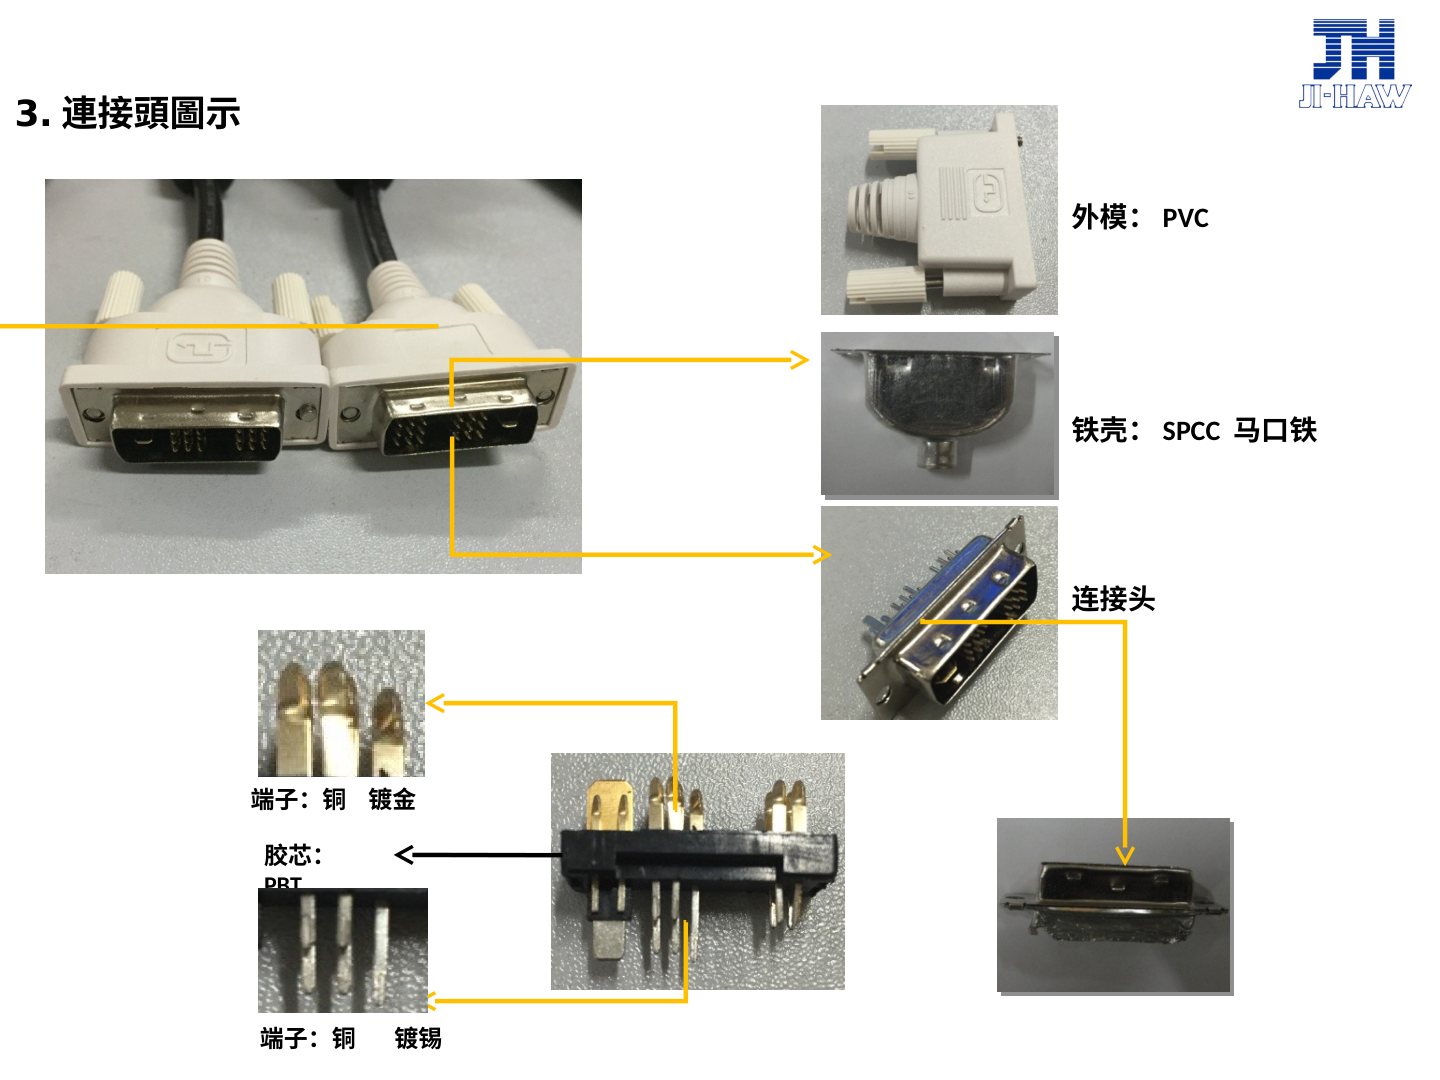 JH
JI-HAW
3. 連接頭圖示
外模： PVC
铁壳： SPCC 马口铁
连接头
端子：铜 镀金
胶芯：
PBT
端子：铜 镀锡